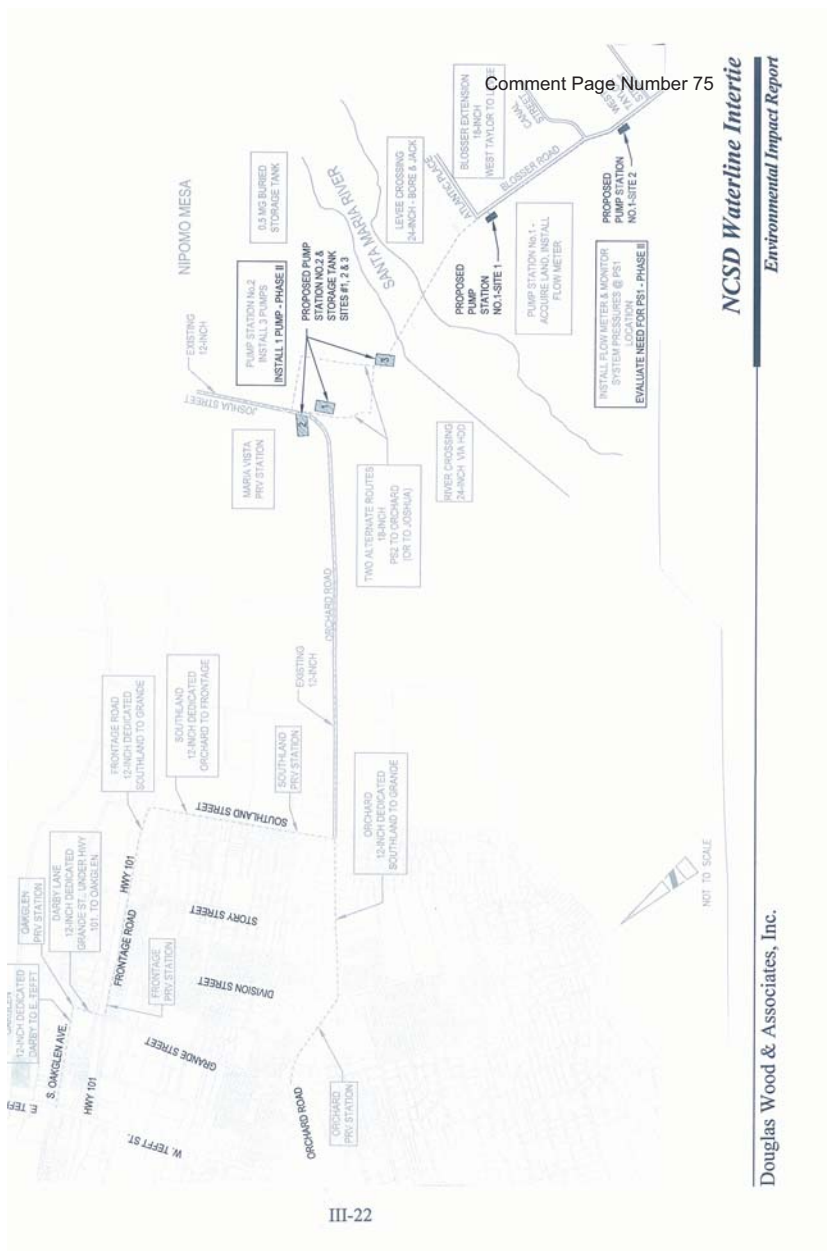 Comment Page Number 75
NCSD Waterline Intertie
Environmental Impact Report
NIPOMO MESA
0.5 MG BURIED
STORAGE TANK
SANTA MARIA RIVER
LEVEE CROSSING
24-INCH - BORE & JACK
ATLANTIC PLACE
BLOSSER EXTENSION
18-INCH
WEST TAYLOR TO
CANAL
STREET
WEST
BLOSSER ROAD
EXISTING
12-INCH
PUMP STATION No.2
INSTALL 3 PUMPS
INSTALL 1 PUMP - PHASE II
PROPOSED PUMP
STATION NO.2 &
STORAGE TANK
SITES #1, 2 & 3
JOSHUA STREET
2
1
3
MARIA VISTA
PRV STATION
TWO ALTERNATE ROUTES
18-INCH
PS2 TO ORCHARD
(OR TO JOSHUA)
RIVER CROSSING
24-INCH VIA HDD
PROPOSED
PUMP
STATION
NO.1-SITE 1
PUMP STATION No.1 -
ACQUIRE LAND, INSTALL
FLOW METER
PROPOSED
PUMP STATION
NO.1-SITE 2
INSTALL FLOW METER & MONITOR
SYSTEM PRESSURES @ PS1
LOCATION
EVALUATE NEED FOR PS1 - PHASE II
ORCHARD ROAD
EXISTING
12-INCH
FRONTAGE ROAD
12-INCH DEDICATED
SOUTHLAND TO GRANDE
SOUTHLAND
12-INCH DEDICATED
ORCHARD TO FRONTAGE
SOUTHLAND
PRV STATION
SOUTHLAND STREET
ORCHARD
12-INCH DEDICATED
SOUTHLAND TO GRANDE
OAKGLEN
PRV STATION
DARBY LANE
12-INCH DEDICATED
GRANDE ST., UNDER HWY
101, TO OAKGLEN
12-INCH DEDICATED
DARBY TO E. TEFFT
S. OAKGLEN AVE.
HWY 101
FRONTAGE ROAD
HWY 101
FRONTAGE
PRV STATION
STORY STREET
DIVISION STREET
GRANDE STREET
W. TEFFT ST.
ORCHARD ROAD
ORCHARD
PRV STATION
NOT TO SCALE
Douglas Wood & Associates, Inc.
III-22